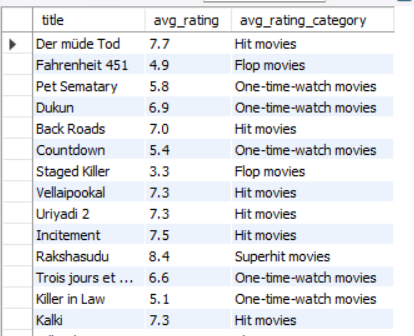 title avg_rating avg_rating_category
Der müde Tod 7.7 Hit movies
Fahrenheit 451 4.9 Flop movies
Pet Sematary 5.8 One-time-watch movies
Dukun 6.9 One-time-watch movies
Back Roads 7.0 Hit movies
Countdown 5.4 One-time-watch movies
Staged Killer 3.3 Flop movies
Vellaipookal 7.3 Hit movies
Uriyadi 2 7.3 Hit movies
Incitement 7.5 Hit movies
Rakshasudu 8.4 Superhit movies
Trois jours et ... 6.6 One-time-watch movies
Killer in Law 5.1 One-time-watch movies
Kalki 7.3 Hit movies